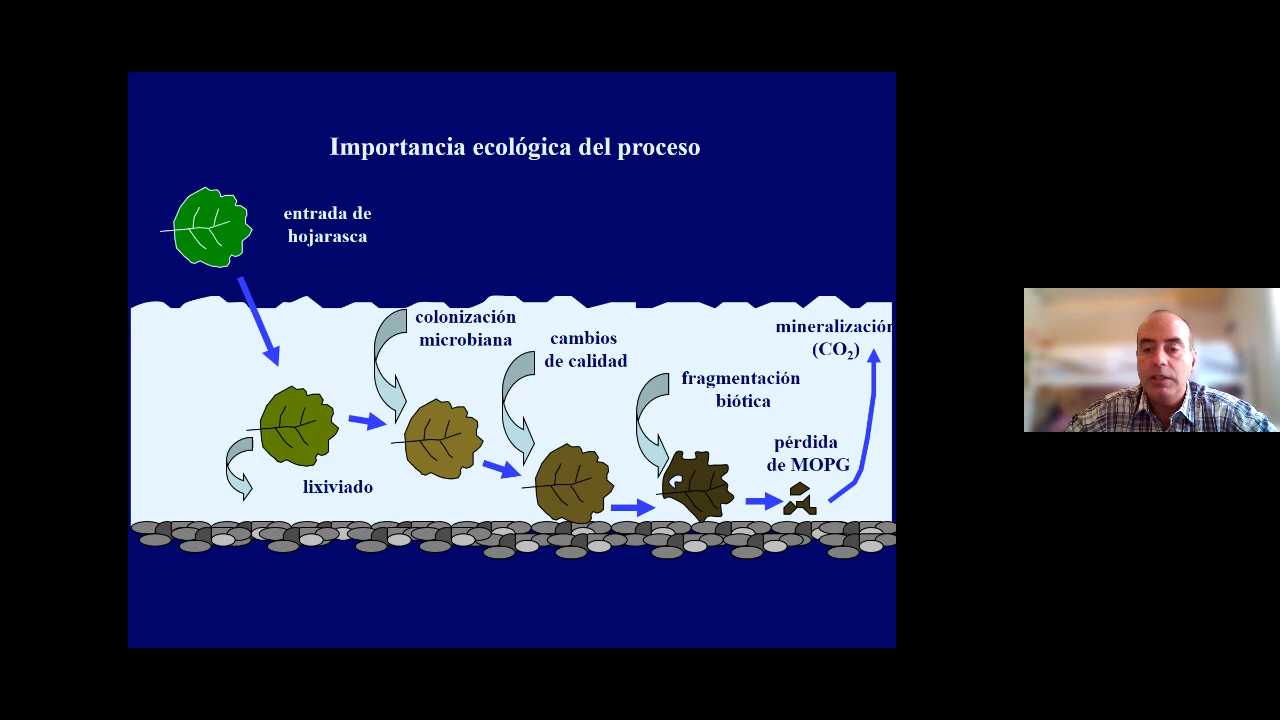 Importancia ecológica del proceso
entrada de
hojarasca
colonización
microbiana
cambios
de calidad
fragmentación
biótica
mineralización
(CO₂)
pérdida
de MOPG
lixiviado